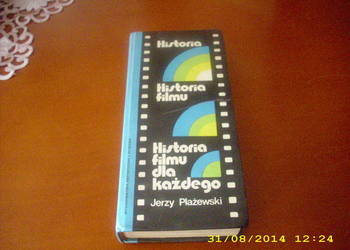 Historia
Historia
filmu
Historia
filmu
dla
każdego
Jerzy Płażewski
31/08/2014 12:24